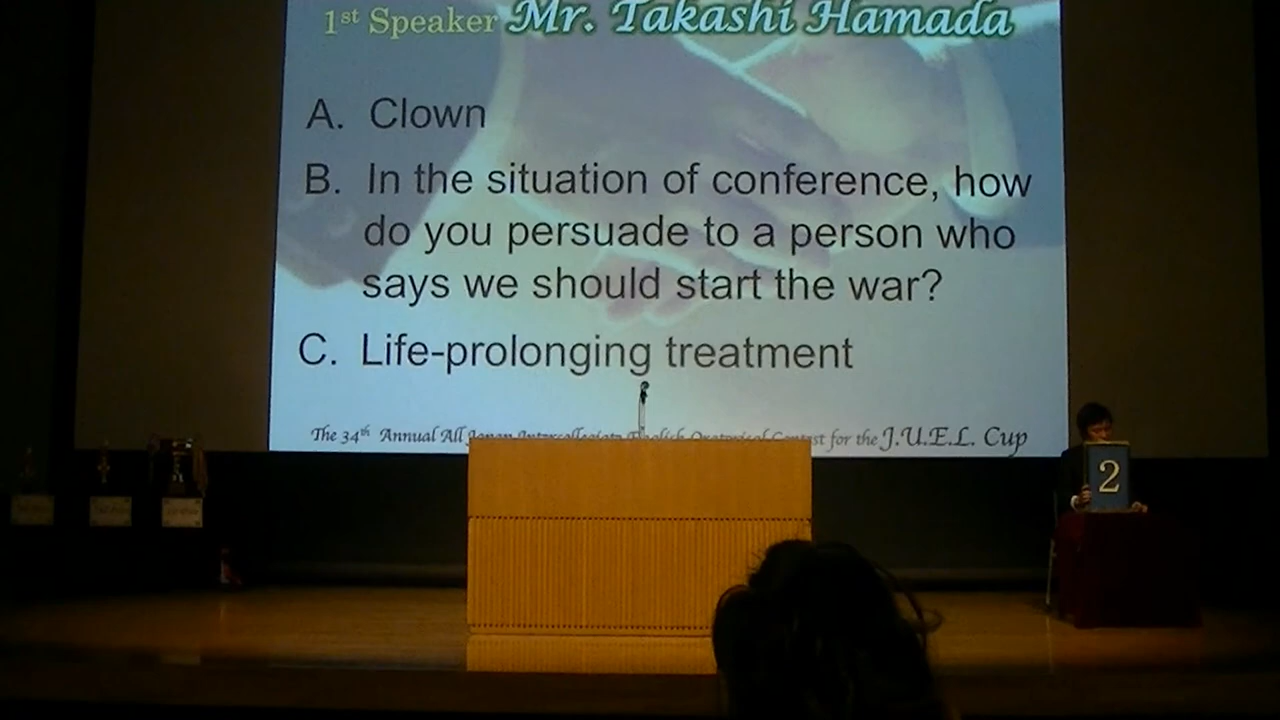 1st Speaker Mr. Takashi Hamada
A. Clown
B. In the situation of conference, how
do you persuade to a person who
says we should start the war?
C. Life-prolonging treatment
The 34th Annual All Japan Intercollegiate English Oratorical Contest for the J.U.E.L. Cup
2